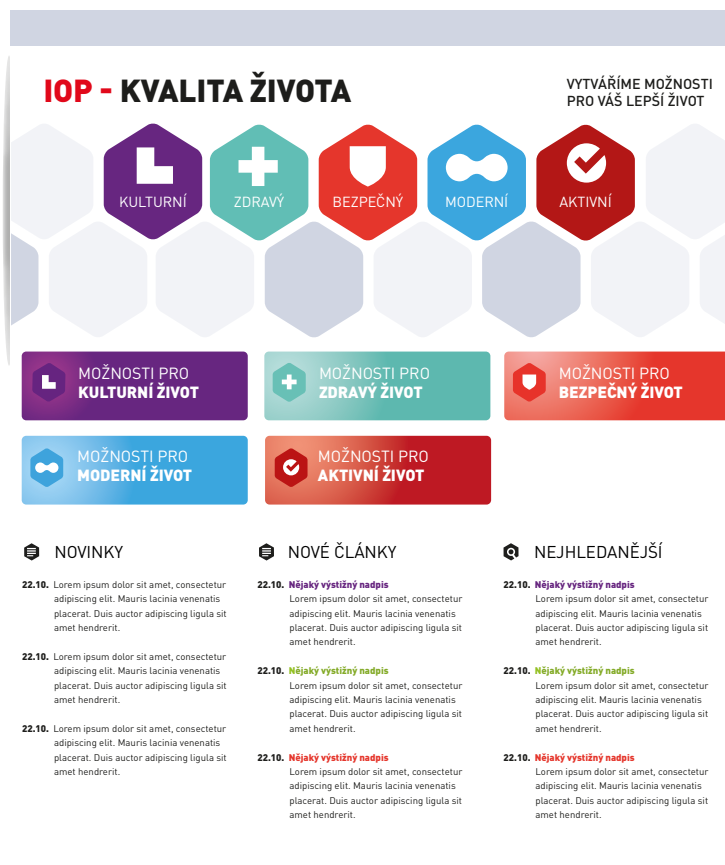 IOP - KVALITA ŽIVOTA
VYTVÁŘÍME MOŽNOSTI
PRO VÁŠ LEPŠÍ ŽIVOT
KULTURNÍ
ZDRAVÝ
BEZPEČNÝ
MODERNÍ
AKTIVNÍ
MOŽNOSTI PRO
KULTURNÍ ŽIVOT
MOŽNOSTI PRO
ZDRAVÝ ŽIVOT
MOŽNOSTI PRO
BEZPEČNÝ ŽIVOT
MOŽNOSTI PRO
MODERNÍ ŽIVOT
MOŽNOSTI PRO
AKTIVNÍ ŽIVOT
NOVINKY
22.10. Lorem ipsum dolor sit amet, consectetur
adipiscing elit. Mauris lacinia venenatis
placerat. Duis auctor adipiscing ligula sit
amet hendrerit.
22.10. Lorem ipsum dolor sit amet, consectetur
adipiscing elit. Mauris lacinia venenatis
placerat. Duis auctor adipiscing ligula sit
amet hendrerit.
22.10. Lorem ipsum dolor sit amet, consectetur
adipiscing elit. Mauris lacinia venenatis
placerat. Duis auctor adipiscing ligula sit
amet hendrerit.
NOVÉ ČLÁNKY
22.10. Nějaký výstižný nadpis
Lorem ipsum dolor sit amet, consectetur
adipiscing elit. Mauris lacinia venenatis
placerat. Duis auctor adipiscing ligula sit
amet hendrerit.
22.10. Nějaký výstižný nadpis
Lorem ipsum dolor sit amet, consectetur
adipiscing elit. Mauris lacinia venenatis
placerat. Duis auctor adipiscing ligula sit
amet hendrerit.
22.10. Nějaký výstižný nadpis
Lorem ipsum dolor sit amet, consectetur
adipiscing elit. Mauris lacinia venenatis
placerat. Duis auctor adipiscing ligula sit
amet hendrerit.
NEJHLEDANĚJŠÍ
22.10. Nějaký výstižný nadpis
Lorem ipsum dolor sit amet, consectetur
adipiscing elit. Mauris lacinia venenatis
placerat. Duis auctor adipiscing ligula sit
amet hendrerit.
22.10. Nějaký výstižný nadpis
Lorem ipsum dolor sit amet, consectetur
adipiscing elit. Mauris lacinia venenatis
placerat. Duis auctor adipiscing ligula sit
amet hendrerit.
22.10. Nějaký výstižný nadpis
Lorem ipsum dolor sit amet, consectetur
adipiscing elit. Mauris lacinia venenatis
placerat. Duis auctor adipiscing ligula sit
amet hendrerit.